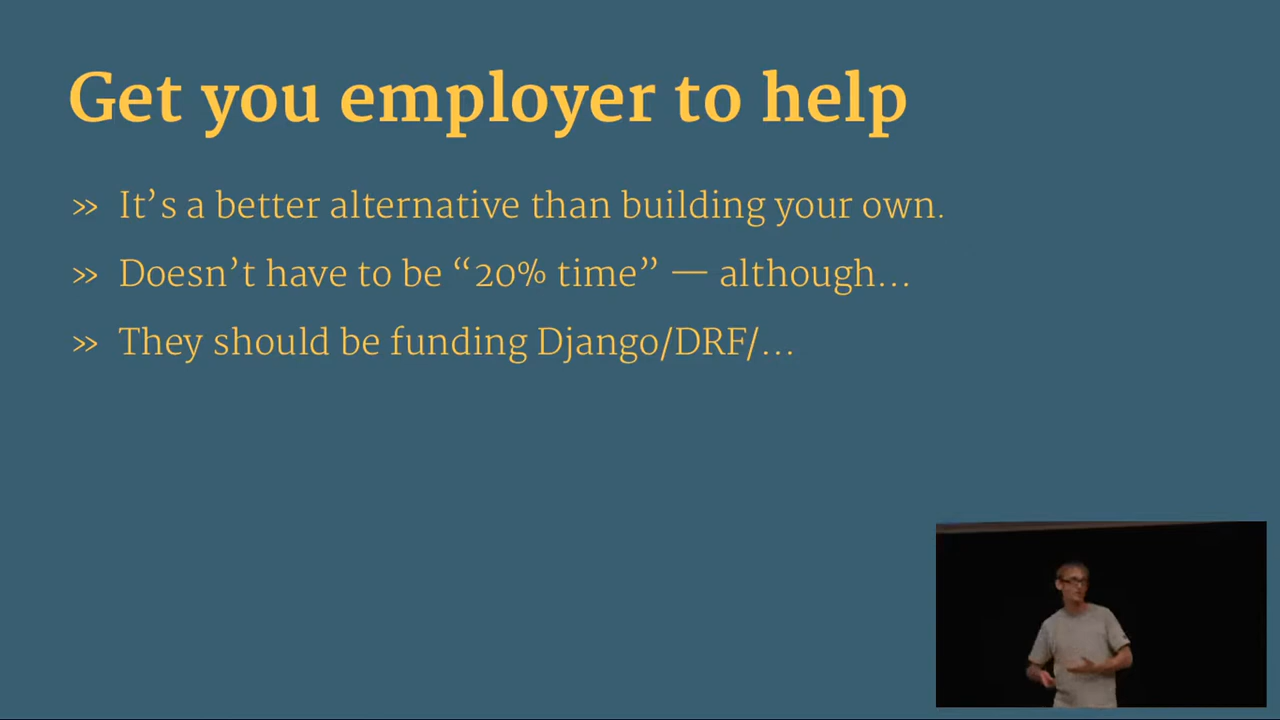 Get you employer to help
» It’s a better alternative than building your own.
» Doesn’t have to be “20% time” — although…
» They should be funding Django/DRF/…